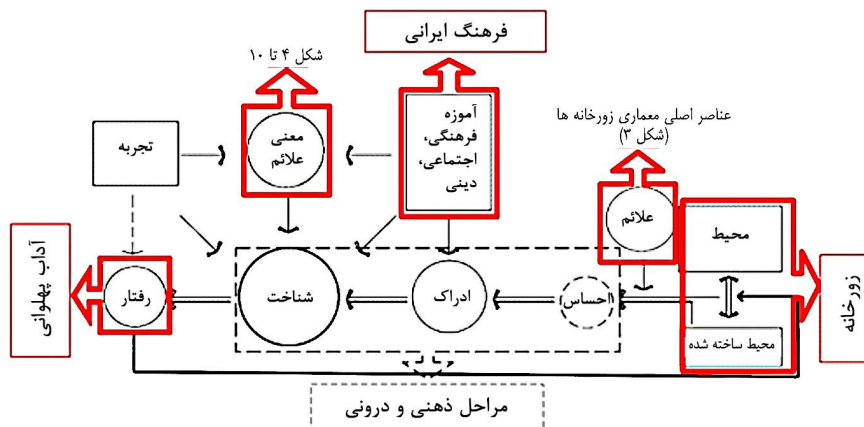 فرهنگ ایرانی
شکل ۴ تا ۱۰
عناصر اصلی معماری زورخانه ها
(شکل ۳)
تجربه
معنی
علائم
آموزه
فرهنگی،
اجتماعی،
دینی
علائم
محیط
زورخانه
محیط ساخته شده
احساس
ادراک
شناخت
رفتار
آداب پهلوانی
مراحل ذهنی و درونی